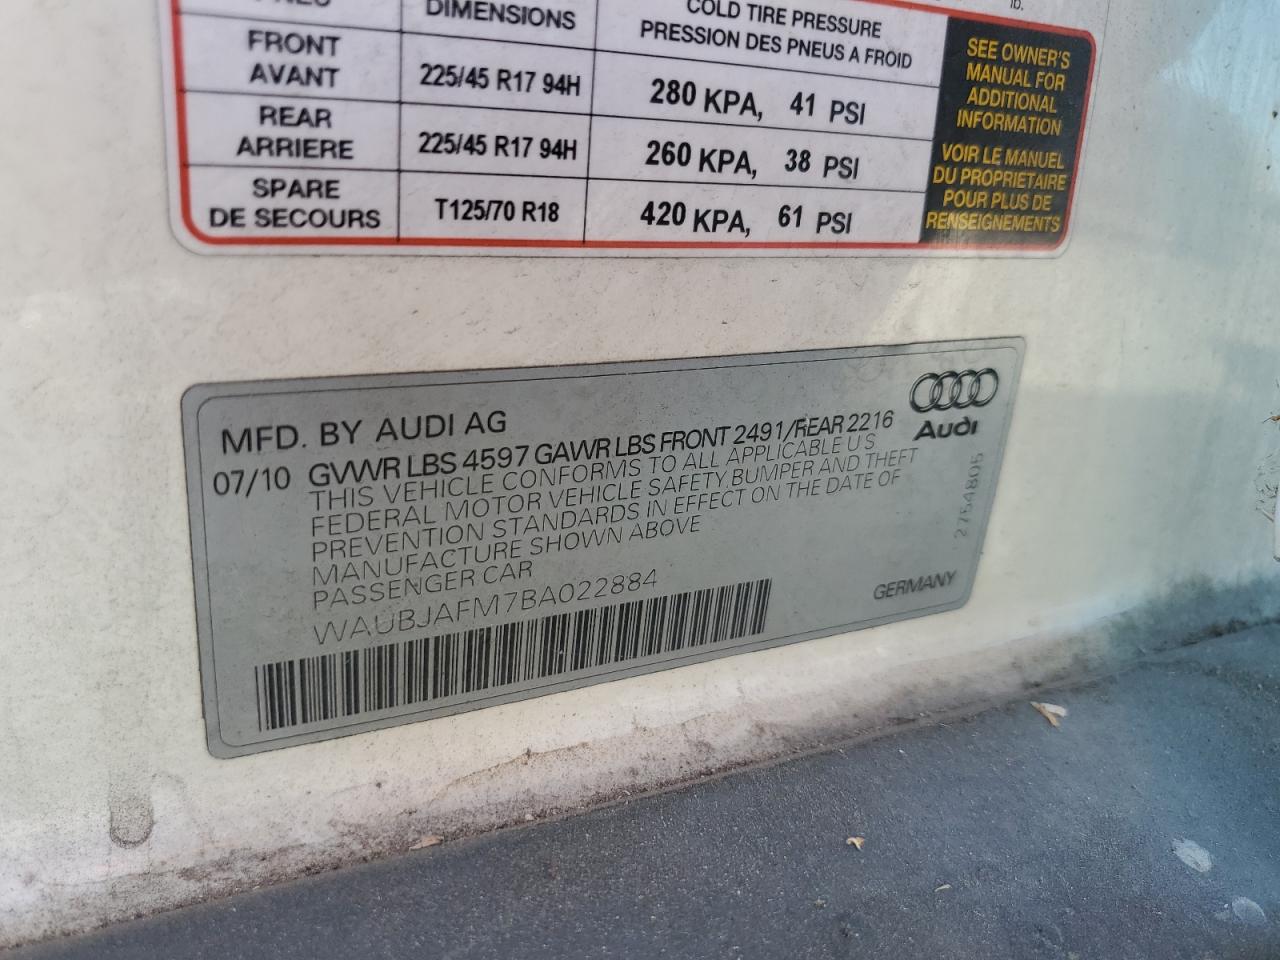 lb.
PNEU DIMENSIONS COLD TIRE PRESSURE
PRESSION DES PNEUS A FROID
FRONT
AVANT 225/45 R17 94H 280 KPA, 41 PSI
REAR
ARRIERE 225/45 R17 94H 260 KPA, 38 PSI
SPARE
DE SECOURS T125/70 R18 420 KPA, 61 PSI
SEE OWNER'S
MANUAL FOR
ADDITIONAL
INFORMATION
VOIR LE MANUEL
DU PROPRIETAIRE
POUR PLUS DE
RENSEIGNEMENTS
MFD. BY AUDI AG
07/10 GVWR LBS 4597 GAWR LBS FRONT 2491/REAR 2216
THIS VEHICLE CONFORMS TO ALL APPLICABLE U S
FEDERAL MOTOR VEHICLE SAFETY,BUMPER AND THEFT
PREVENTION STANDARDS IN EFFECT ON THE DATE OF
MANUFACTURE SHOWN ABOVE
PASSENGER CAR
WAUBJAFM7BA022884
Audi
2754805
GERMANY